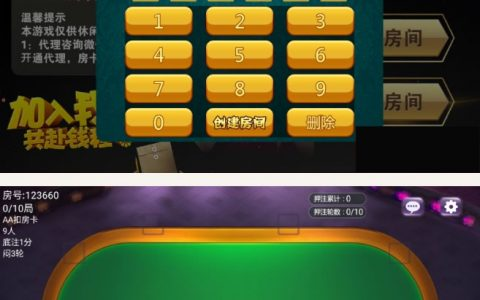 温馨提示
本游戏仅供休闲
1: 代理咨询微
开通代理，房卡
加入我
共赴钱程
1 2 3
4 5 6
7 8 9
0 创建房间 删除
房间
房间
房号:123660
0/10局
AA扣房卡
9人
底注1分
闷3轮
押注累计：0
押注轮数：0/10